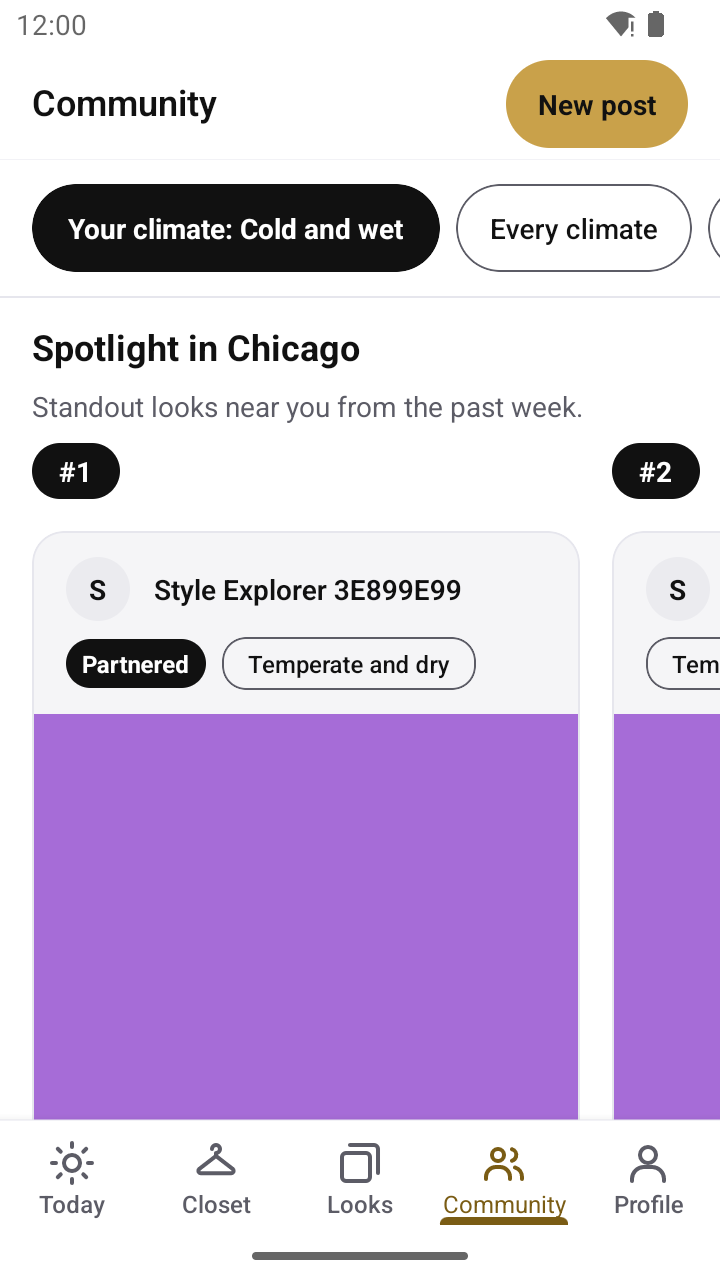 12:00
Community
New post
Your climate: Cold and wet
Every climate
Spotlight in Chicago
Standout looks near you from the past week.
#1
#2
S
Style Explorer 3E899E99
S
Partnered
Temperate and dry
Tem
Today
Closet
Looks
Community
Profile